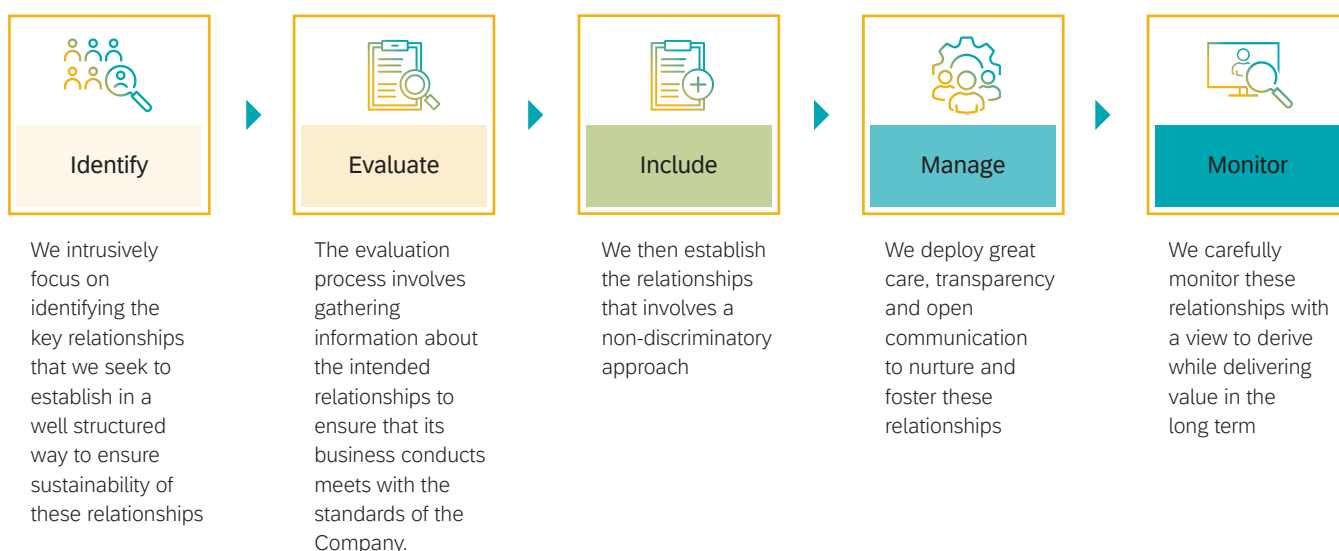 Identify
We intrusively
focus on
identifying the
key relationships
that we seek to
establish in a
well structured
way to ensure
sustainability of
these relationships
Evaluate
The evaluation
process involves
gathering
information about
the intended
relationships to
ensure that its
business conducts
meets with the
standards of the
Company.
Include
We then establish
the relationships
that involves a
non-discriminatory
approach
Manage
We deploy great
care, transparency
and open
communication
to nurture and
foster these
relationships
Monitor
We carefully
monitor these
relationships with
a view to derive
while delivering
value in the
long term